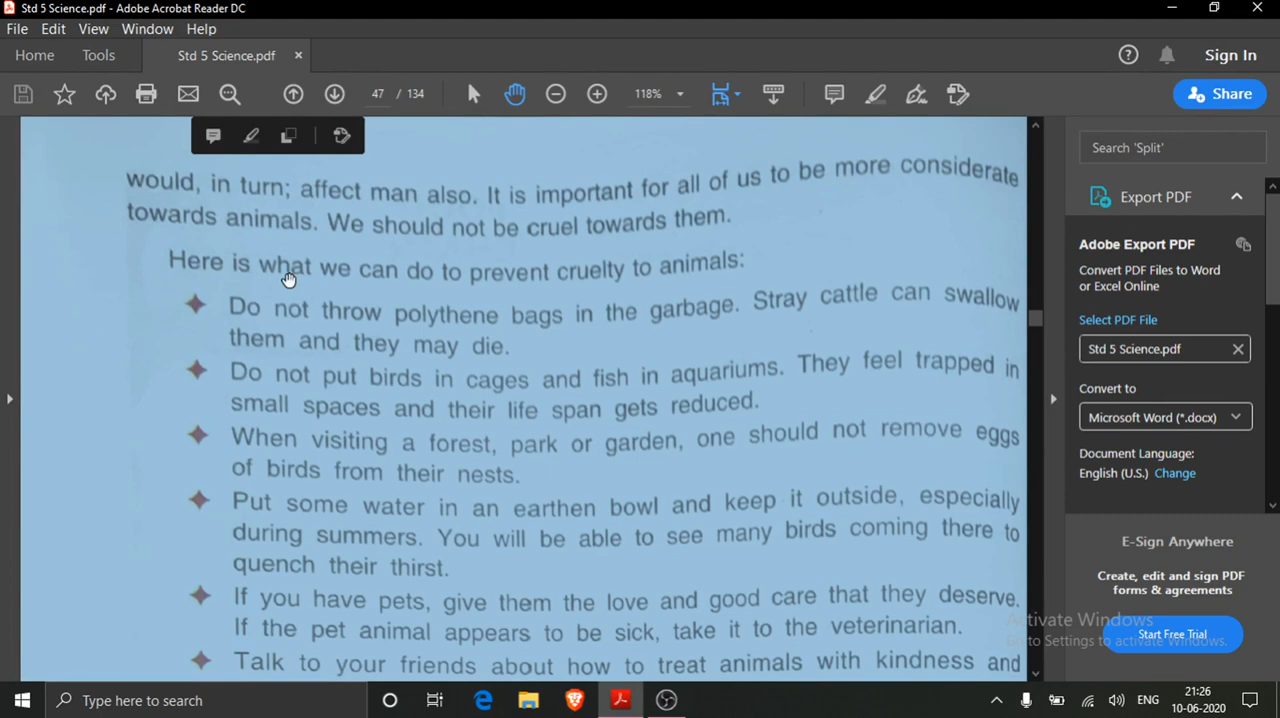 Std 5 Science.pdf - Adobe Acrobat Reader DC
File Edit View Window Help
Home Tools Std 5 Science.pdf × Sign In
47 / 134 118% Share
would, in turn; affect man also. It is important for all of us to be more considerate
towards animals. We should not be cruel towards them.
Here is what we can do to prevent cruelty to animals:
Do not throw polythene bags in the garbage. Stray cattle can swallow
them and they may die.
Do not put birds in cages and fish in aquariums. They feel trapped in
small spaces and their life span gets reduced.
When visiting a forest, park or garden, one should not remove eggs
of birds from their nests.
Put some water in an earthen bowl and keep it outside, especially
during summers. You will be able to see many birds coming there to
quench their thirst.
If you have pets, give them the love and good care that they deserve.
If the pet animal appears to be sick, take it to the veterinarian.
Talk to your friends about how to treat animals with kindness and
Search 'Split'
Export PDF
Adobe Export PDF
Convert PDF Files to Word
or Excel Online
Select PDF File
Std 5 Science.pdf
Convert to
Microsoft Word (*.docx)
Document Language:
English (U.S.) Change
E-Sign Anywhere
Create, edit and sign PDF
forms & agreements
Start Free Trial
Activate Windows
Go to Settings to activate Windows.
Type here to search
ENG
21:26
10-06-2020